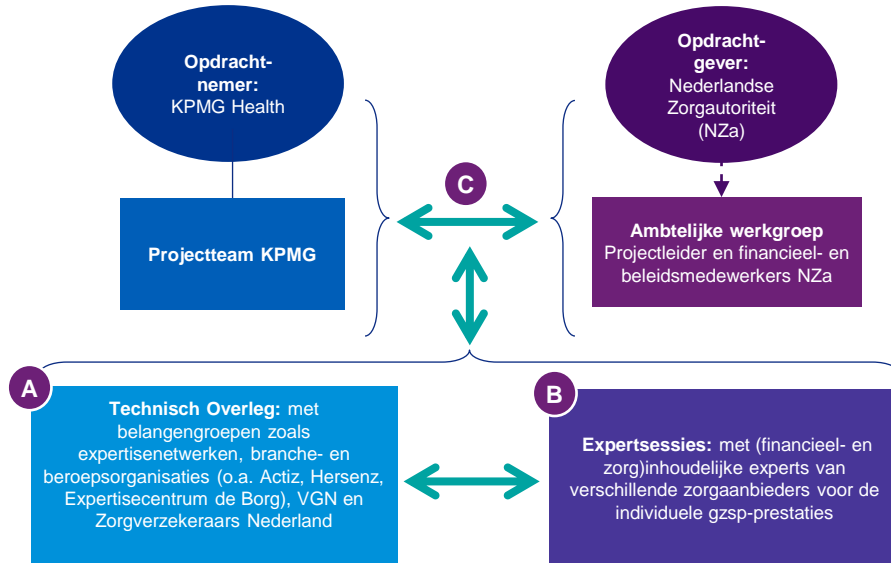 Opdracht-
nemer:
KPMG Health
Opdracht-
gever:
Nederlandse
Zorgautoriteit
(NZa)
C
Projectteam KPMG
Ambtelijke werkgroep
Projectleider en financieel- en
beleidsmedewerkers NZa
A
Technisch Overleg: met
belangengroepen zoals
expertisenetwerken, branche- en
beroepsorganisaties (o.a. Actiz, Hersenz,
Expertisecentrum de Borg), VGN en
Zorgverzekeraars Nederland
B
Expertsessies: met (financieel- en
zorg)inhoudelijke experts van
verschillende zorgaanbieders voor de
individuele gzsp-prestaties